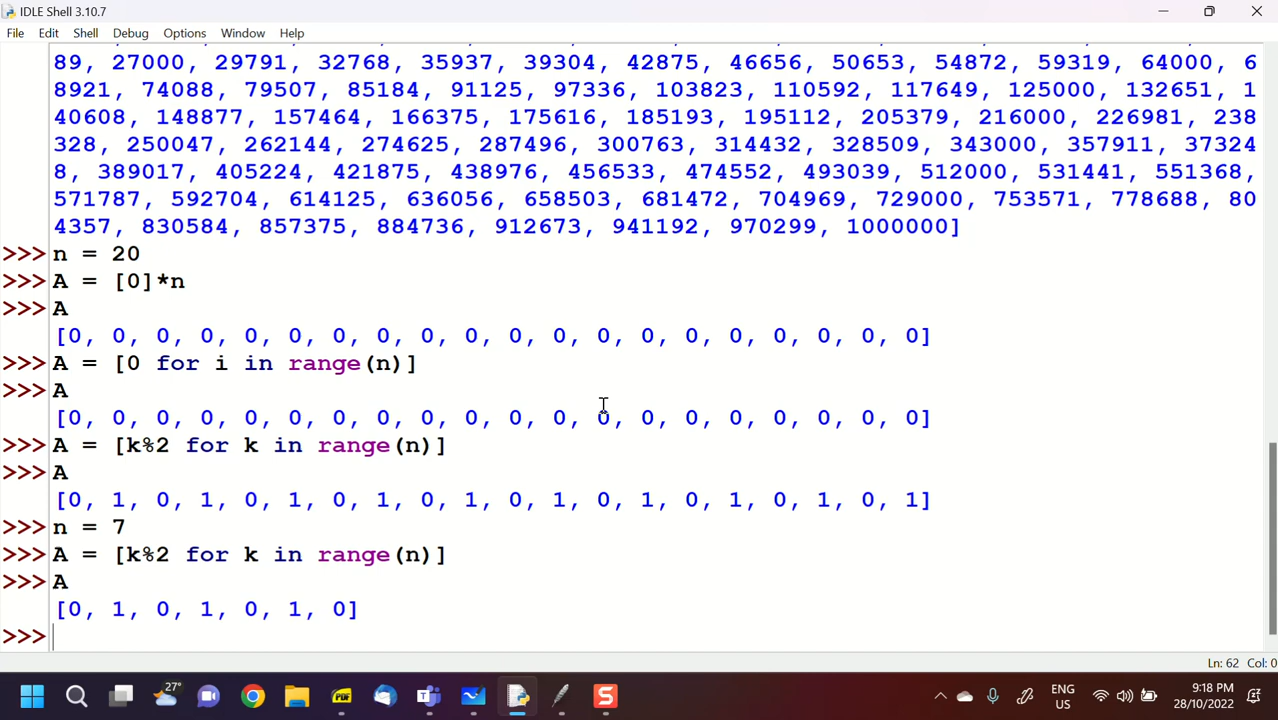 IDLE Shell 3.10.7
File Edit Shell Debug Options Window Help
89, 27000, 29791, 32768, 35937, 39304, 42875, 46656, 50653, 54872, 59319, 64000, 6
8921, 74088, 79507, 85184, 91125, 97336, 103823, 110592, 117649, 125000, 132651, 1
40608, 148877, 157464, 166375, 175616, 185193, 195112, 205379, 216000, 226981, 238
328, 250047, 262144, 274625, 287496, 300763, 314432, 328509, 343000, 357911, 37324
8, 389017, 405224, 421875, 438976, 456533, 474552, 493039, 512000, 531441, 551368,
571787, 592704, 614125, 636056, 658503, 681472, 704969, 729000, 753571, 778688, 80
4357, 830584, 857375, 884736, 912673, 941192, 970299, 1000000]
>>> n = 20
>>> A = [0]*n
>>> A
[0, 0, 0, 0, 0, 0, 0, 0, 0, 0, 0, 0, 0, 0, 0, 0, 0, 0, 0, 0]
>>> A = [0 for i in range(n)]
>>> A
[0, 0, 0, 0, 0, 0, 0, 0, 0, 0, 0, 0, 0, 0, 0, 0, 0, 0, 0, 0]
>>> A = [k%2 for k in range(n)]
>>> A
[0, 1, 0, 1, 0, 1, 0, 1, 0, 1, 0, 1, 0, 1, 0, 1, 0, 1, 0, 1]
>>> n = 7
>>> A = [k%2 for k in range(n)]
>>> A
[0, 1, 0, 1, 0, 1, 0]
>>>
Ln: 62 Col: 0
27°
PDF
S
ENG
US
9:18 PM
28/10/2022